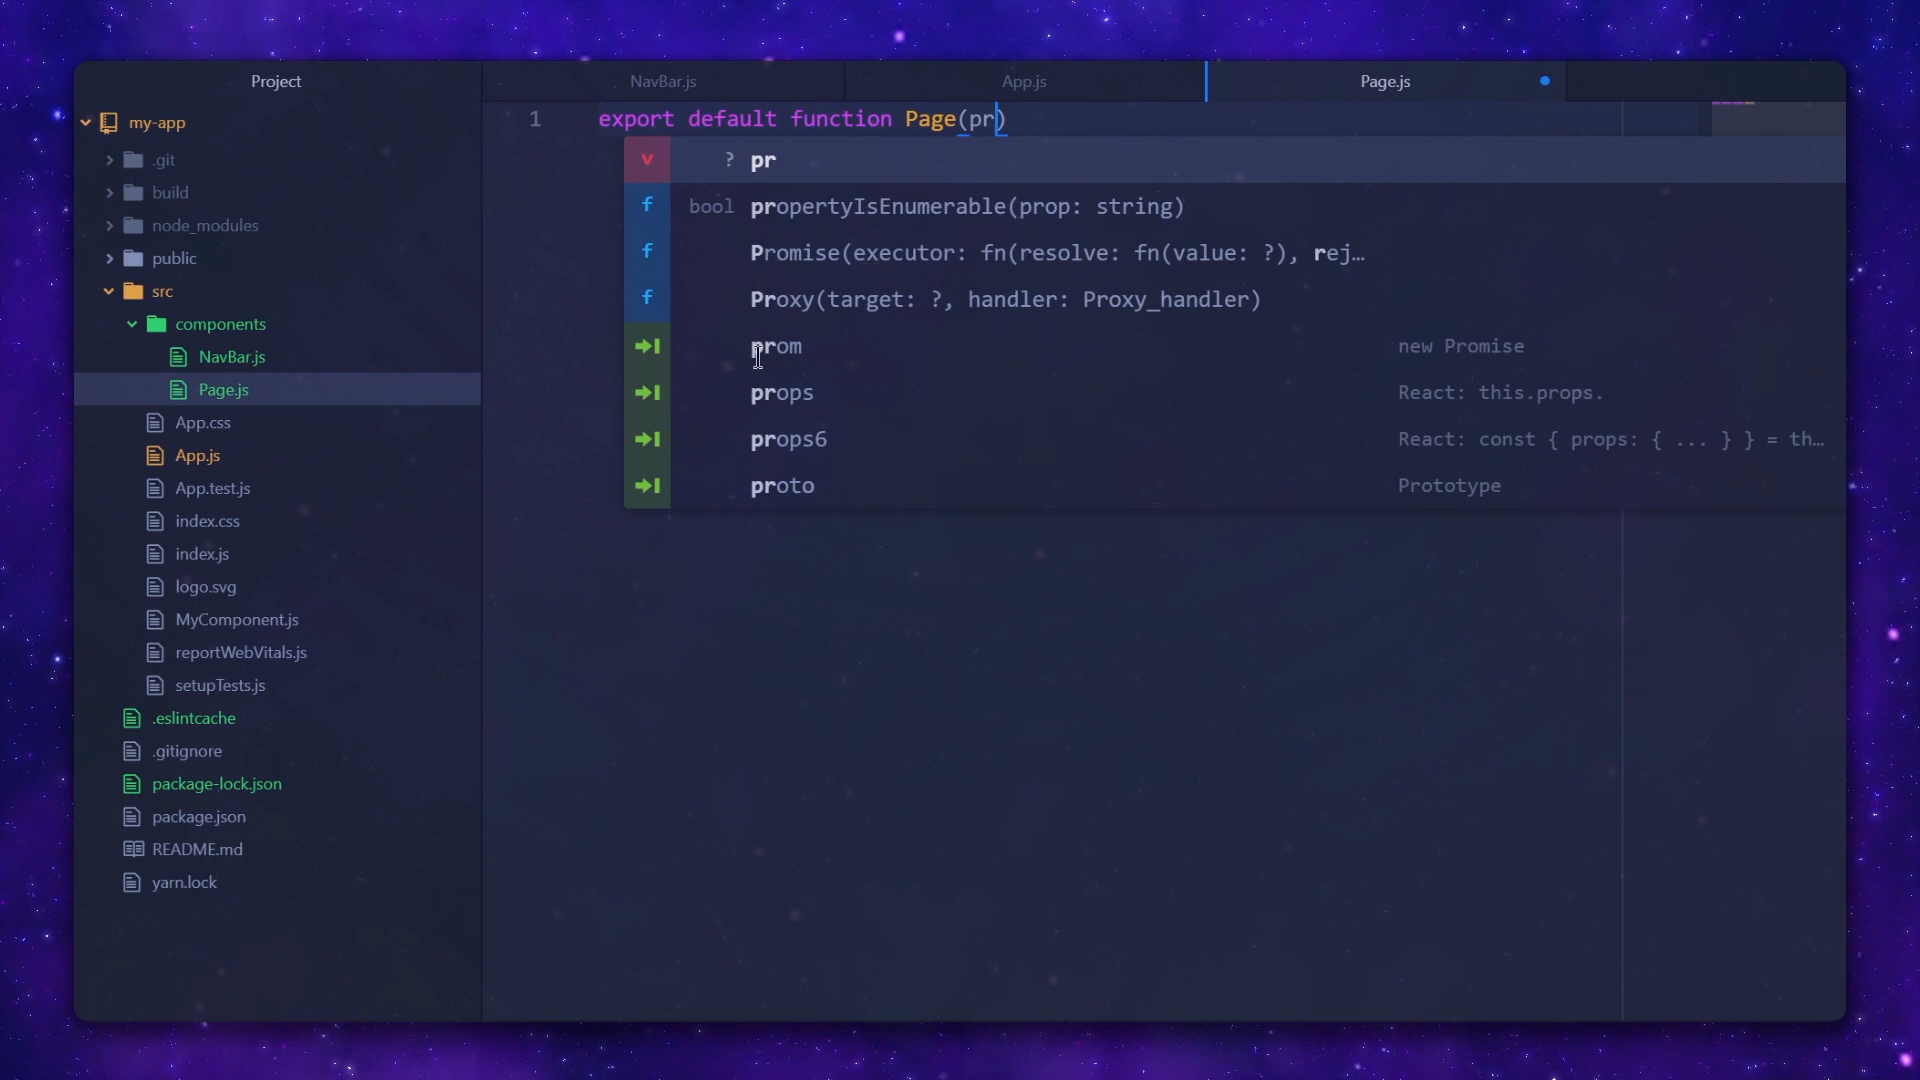 Project
my-app
.git
build
node_modules
public
src
components
NavBar.js
Page.js
App.css
App.js
App.test.js
index.css
index.js
logo.svg
MyComponent.js
reportWebVitals.js
setupTests.js
.eslintcache
.gitignore
package-lock.json
package.json
README.md
yarn.lock
NavBar.js
App.js
Page.js
1 export default function Page(pr)
v ? pr
f bool propertyIsEnumerable(prop: string)
f Promise(executor: fn(resolve: fn(value: ?), rej…
f Proxy(target: ?, handler: Proxy_handler)
prom new Promise
props React: this.props.
props6 React: const { props: { ... } } = th…
proto Prototype